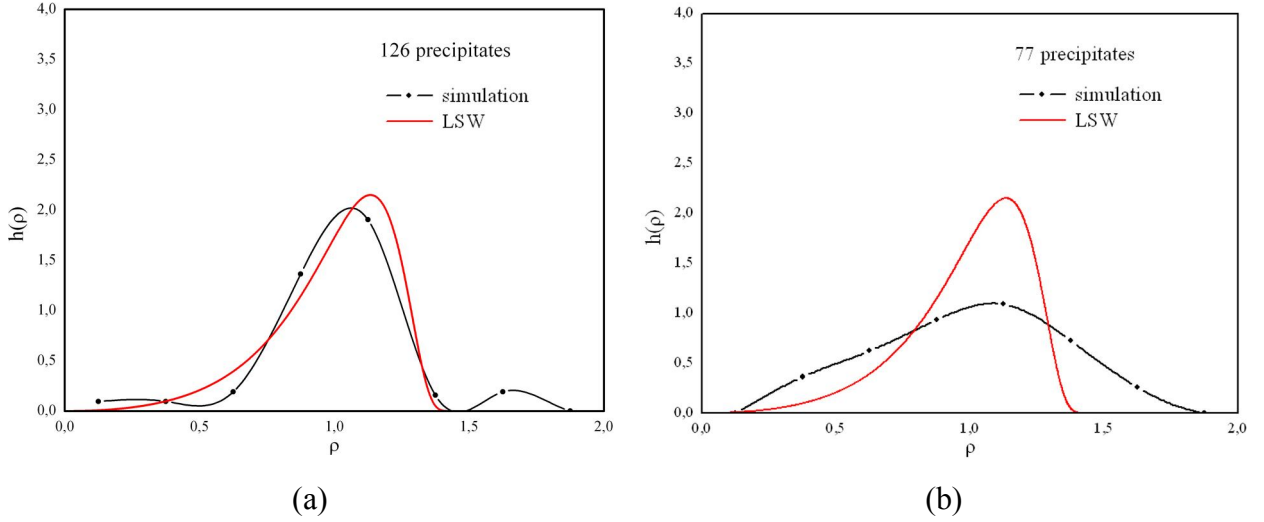 4,0
3,5
3,0
2,5
2,0
1,5
1,0
0,5
0,0
h(ρ)
126 precipitates
simulation
LSW
0,0 0,5 1,0 1,5 2,0
ρ
(a)
4,0
3,5
3,0
2,5
2,0
1,5
1,0
0,5
0,0
h(ρ)
77 precipitates
simulation
LSW
0,0 0,5 1,0 1,5 2,0
ρ
(b)